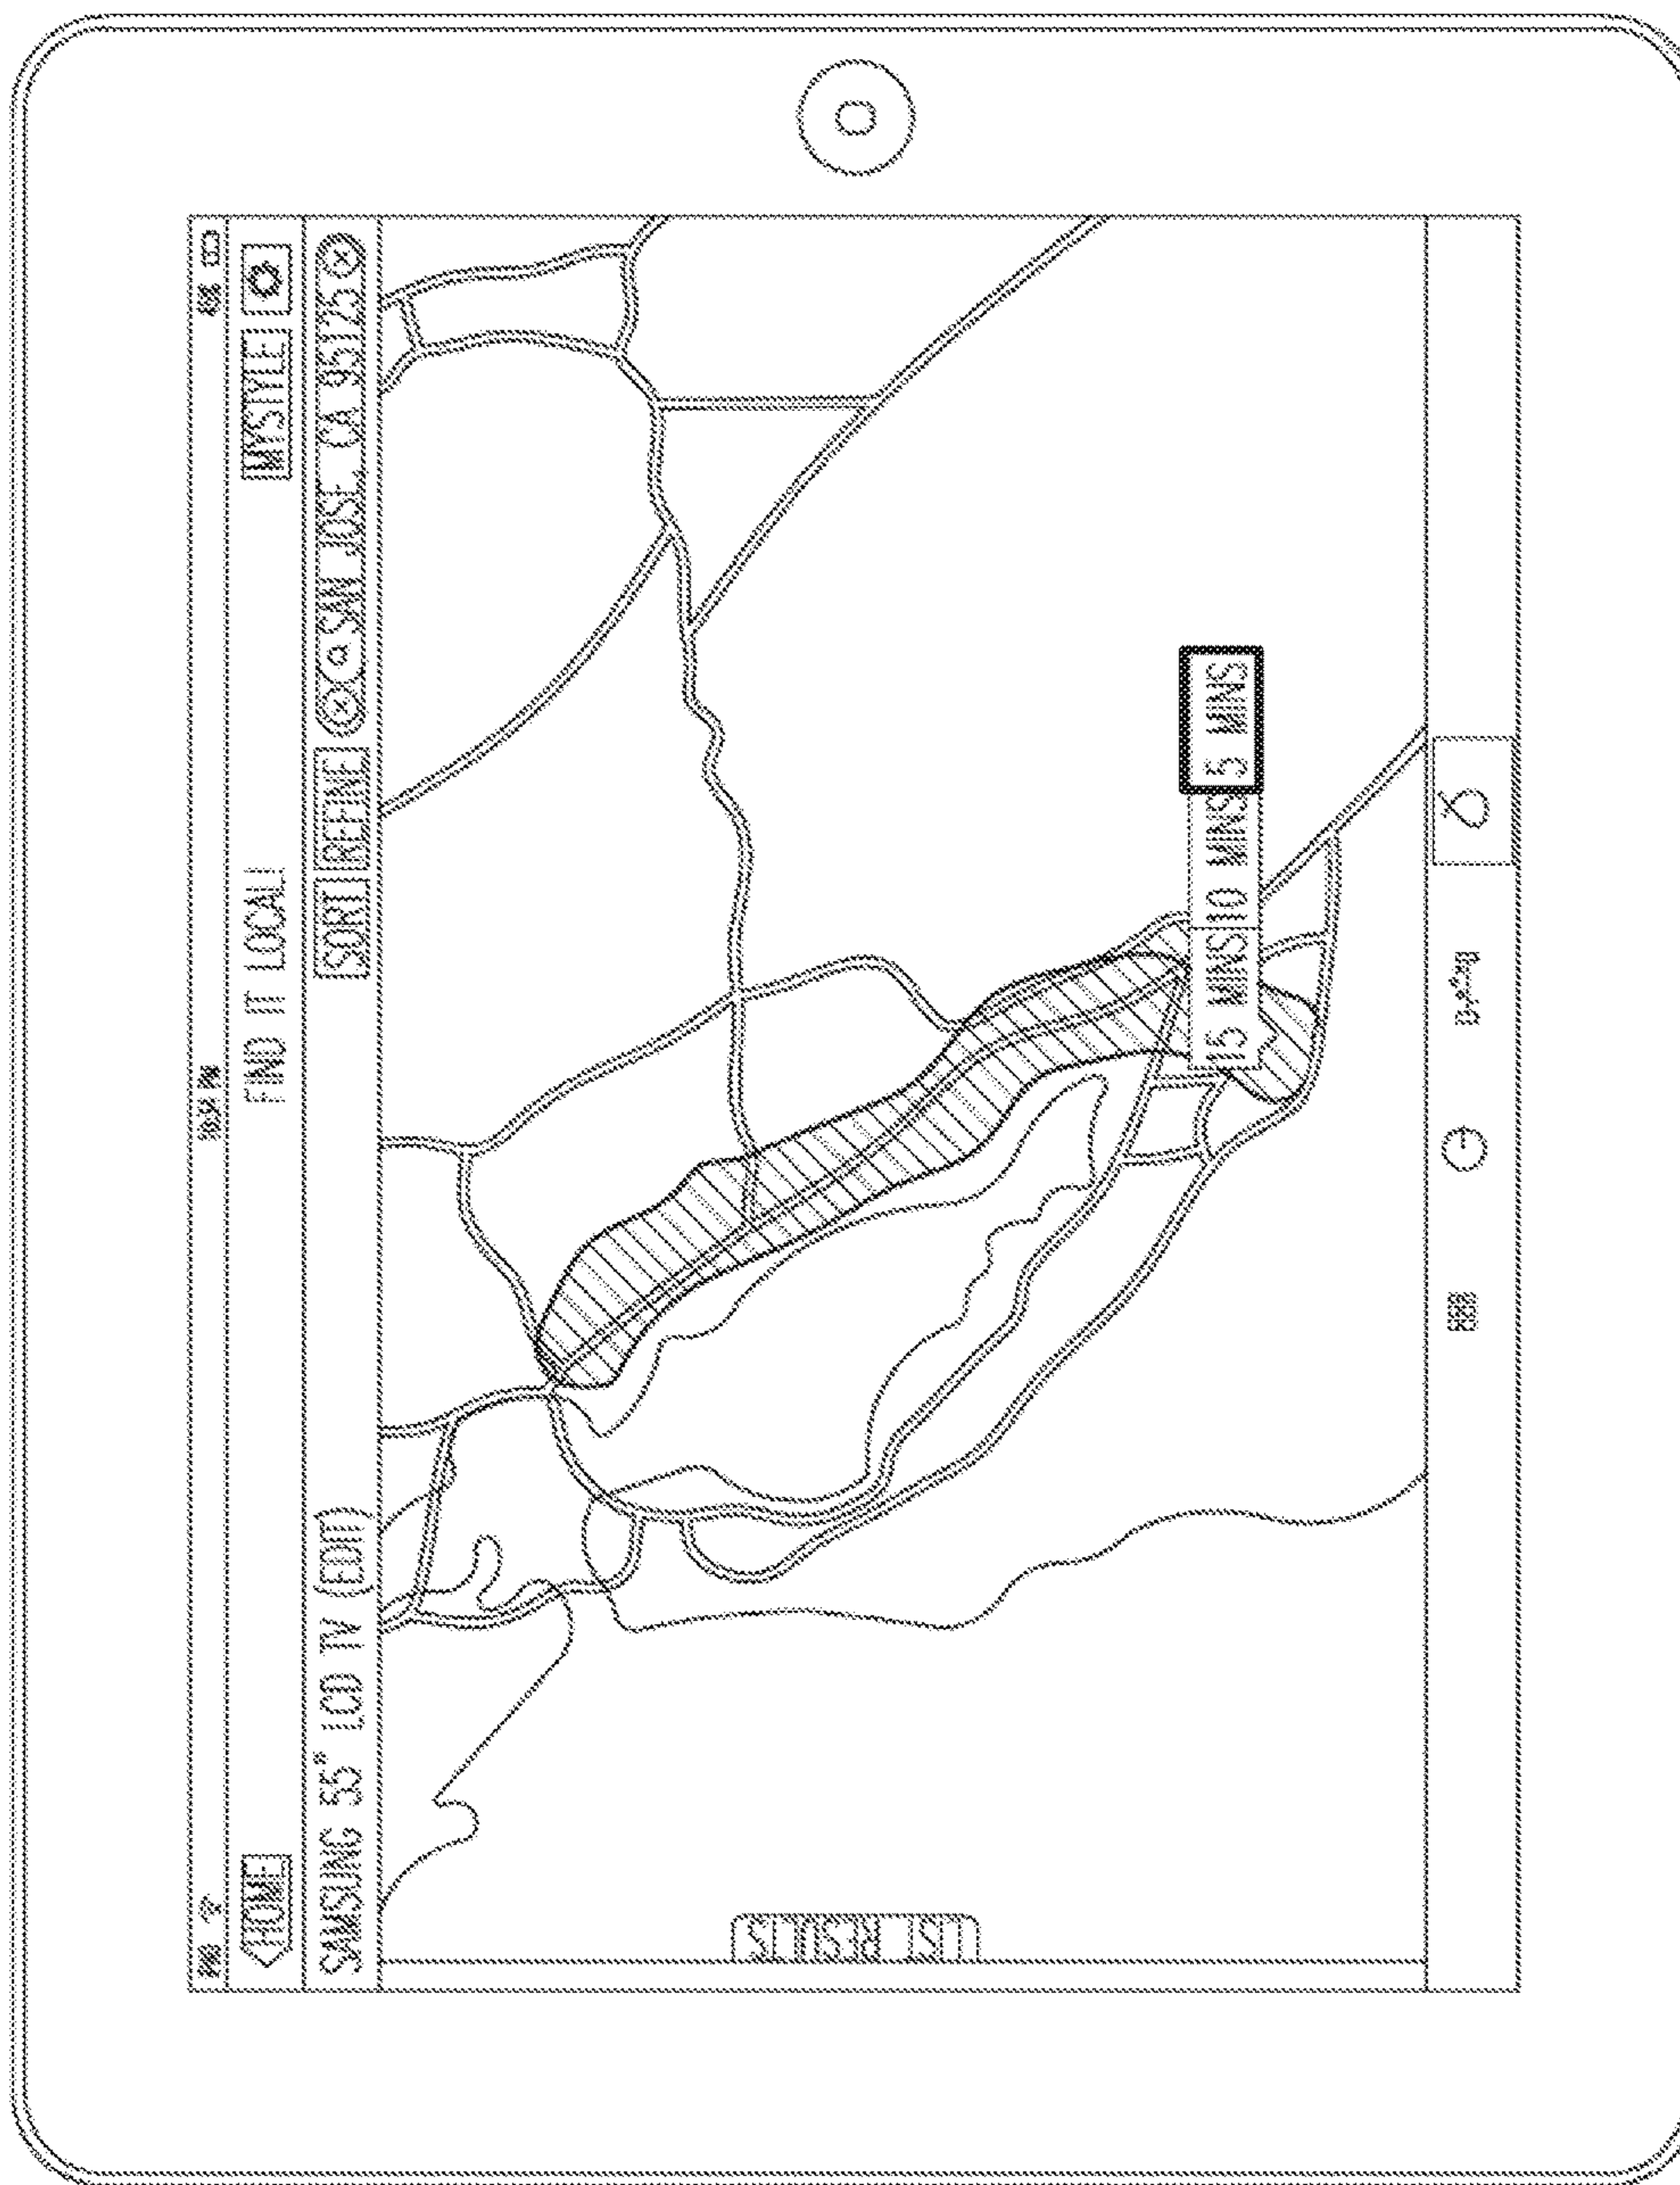 HOME FIND IT LOCAL! MYSTYLE
SAMSUNG 55" LCD TV (EDIT) SORT REFINE SAN JOSE, CA 95125
LIST RESULTS
15 MINS 10 MINS 5 MINS